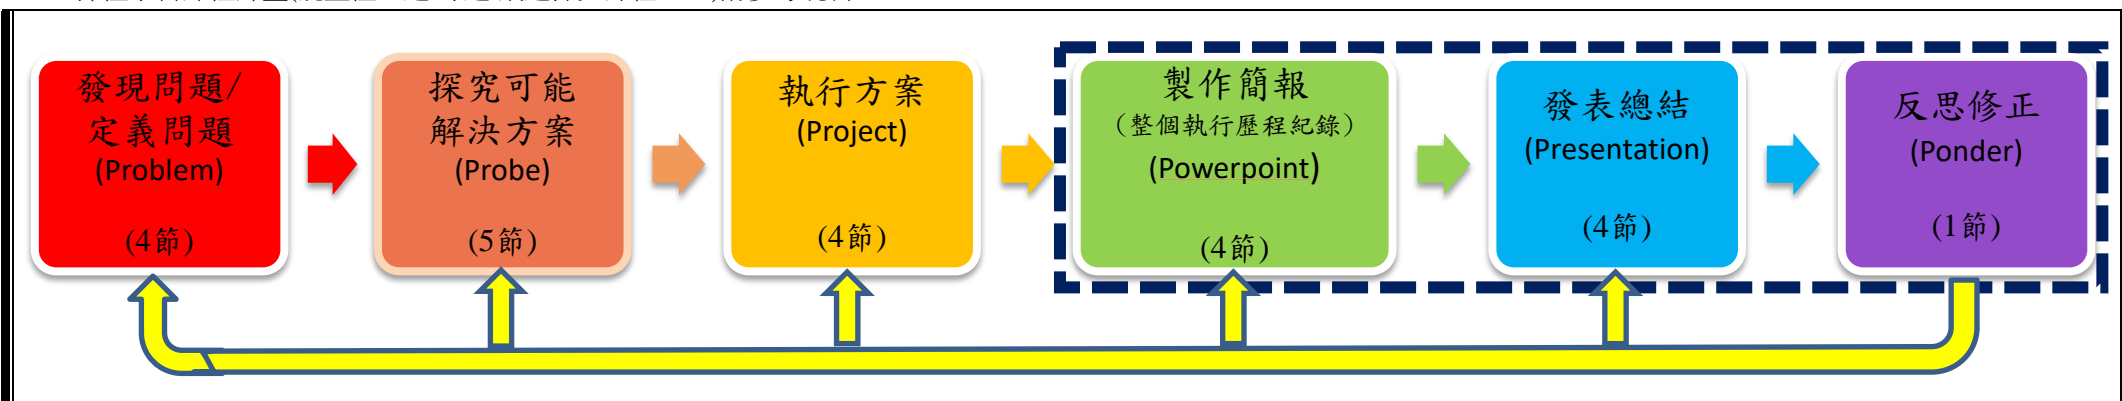 發現問題/
定義問題
(Problem)
(4節)
探究可能
解決方案
(Probe)
(5節)
執行方案
(Project)
(4節)
製作簡報
（整個執行歷程紀錄）
(Powerpoint)
(4節)
發表總結
(Presentation)
(4節)
反思修正
(Ponder)
(1節)